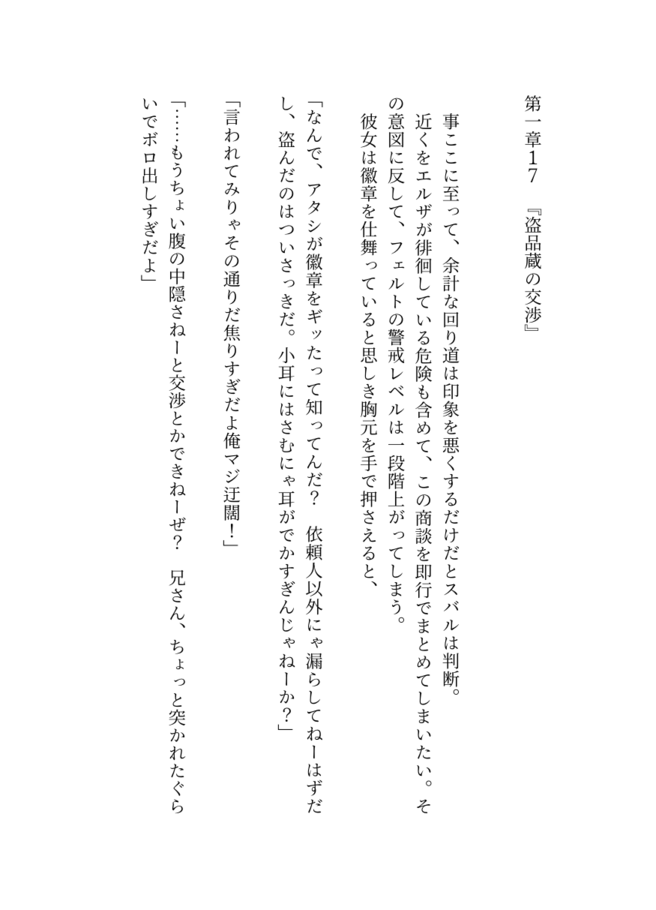 第一章１７　『盗品蔵の交渉』
　事ここに至って、余計な回り道は印象を悪くするだけだとスバルは判断。
　近くをエルザが徘徊している危険も含めて、この商談を即行でまとめてしまいたい。そ
の意図に反して、フェルトの警戒レベルは一段階上がってしまう。
　彼女は徽章を仕舞っていると思しき胸元を手で押さえると、
「なんで、アタシが徽章をギッたって知ってんだ？　依頼人以外にゃ漏らしてねーはずだ
し、盗んだのはついさっきだ。小耳にはさむにゃ耳がでかすぎんじゃねーか？」
「言われてみりゃその通りだ焦りすぎだよ俺マジ迂闊！」
「……もうちょい腹の中隠さねーと交渉とかできねーぜ？　兄さん、ちょっと突かれたぐら
いでボロ出しすぎだよ」